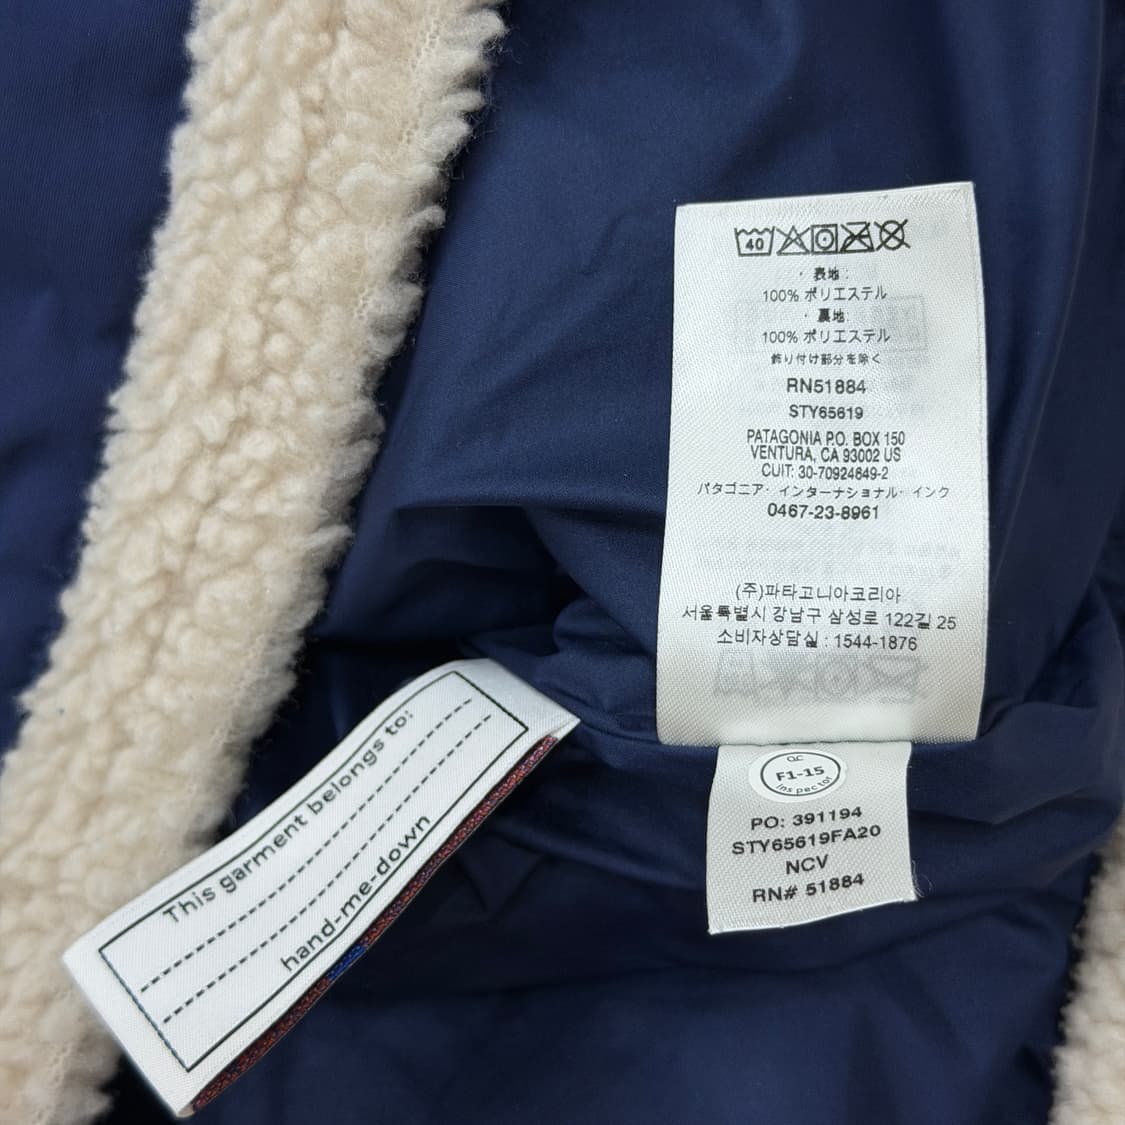 40
・表地:
100% ポリエステル
・裏地:
100% ポリエステル
飾り付け部分を除く
RN51884
STY65619
PATAGONIA P.O. BOX 150
VENTURA, CA 93002 US
CUIT: 30-70924849-2
パタゴニア・インターナショナル・インク
0467-23-8961
(주)파타고니아코리아
서울특별시 강남구 삼성로 122길 25
소비자상담실 : 1544-1876
QC
F1-15
Inspector
PO: 391194
STY65619FA20
NCV
RN# 51884
This garment belongs to:
hand-me-down